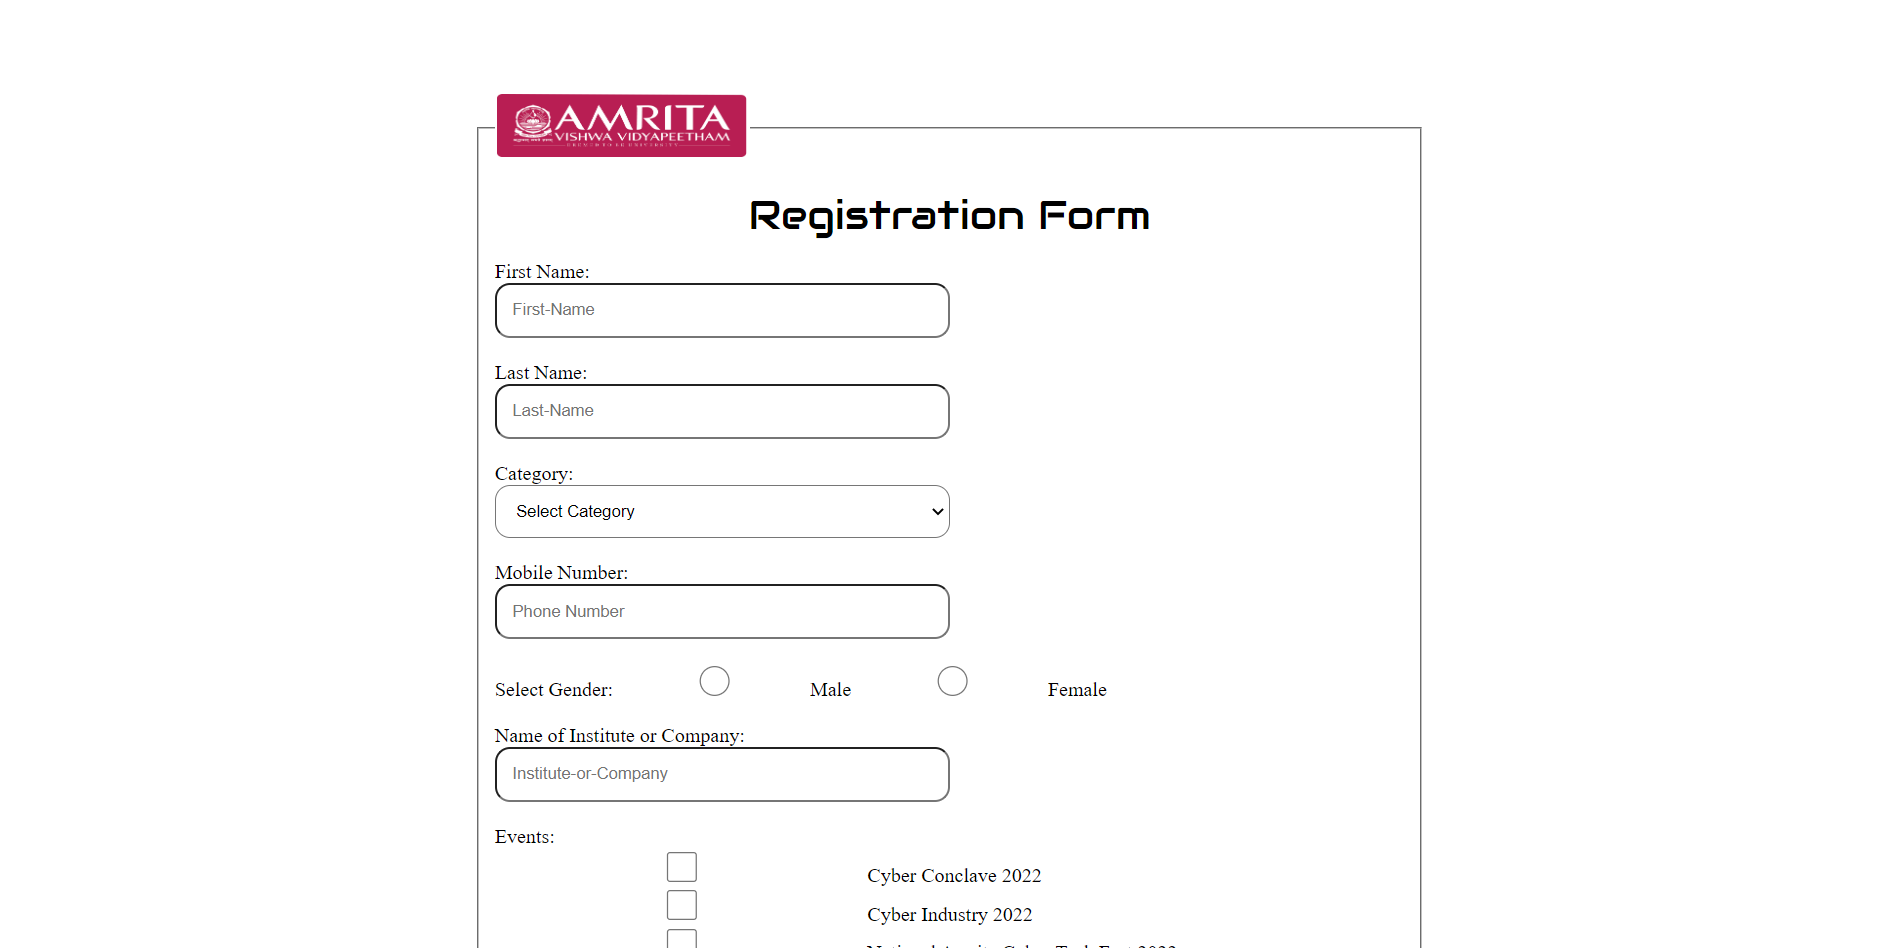 AMRITA
VISHWA VIDYAPEETHAM
Registration Form
First Name:
First-Name
Last Name:
Last-Name
Category:
Select Category
Mobile Number:
Phone Number
Select Gender: Male Female
Name of Institute or Company:
Institute-or-Company
Events:
Cyber Conclave 2022
Cyber Industry 2022